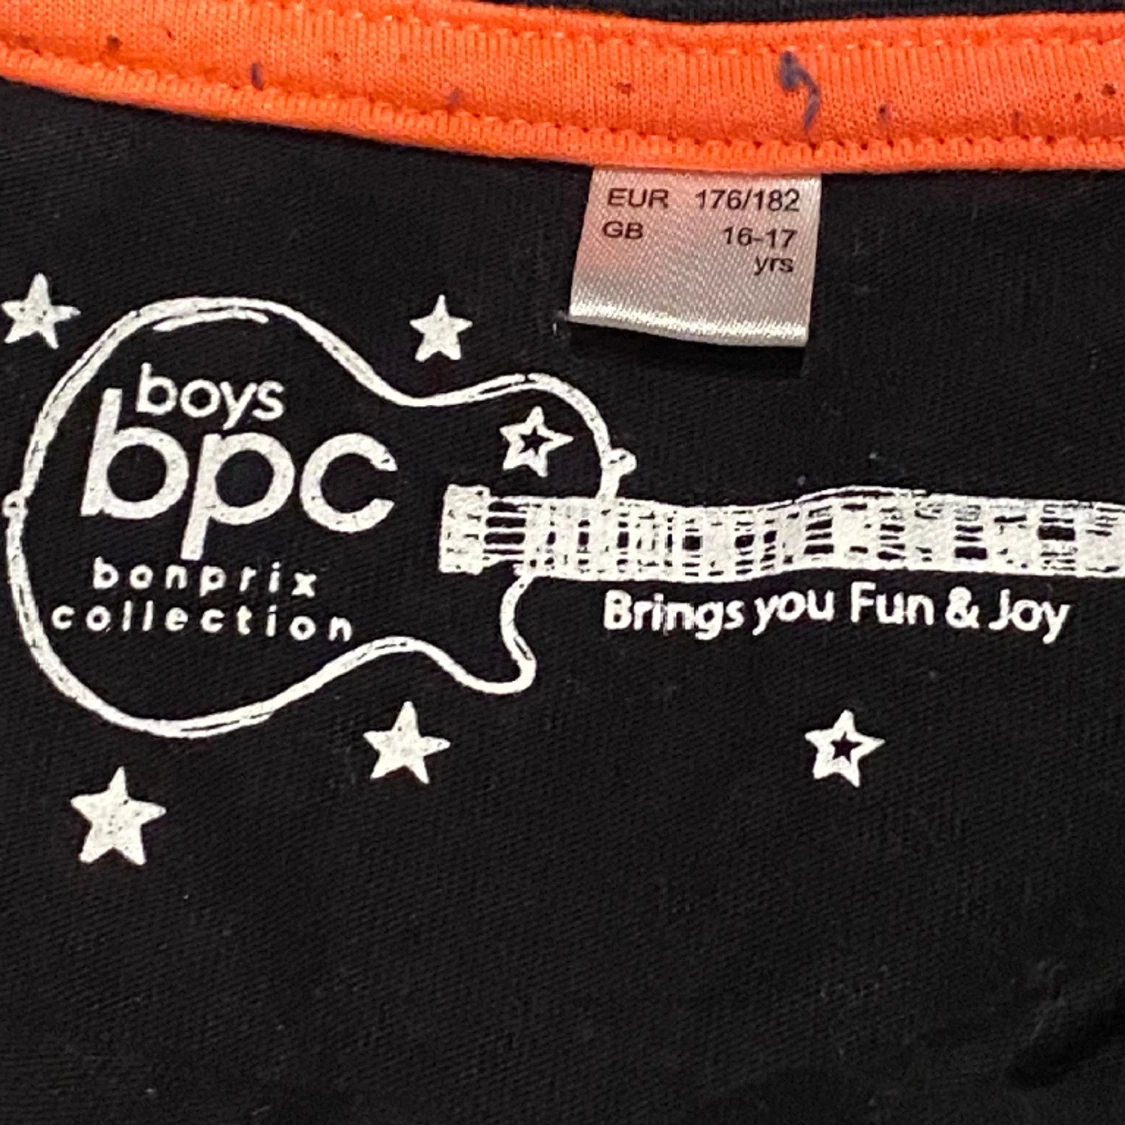 EUR 176/182
GB 16-17
yrs
boys
bpc
bonprix
collection
Brings you Fun & Joy